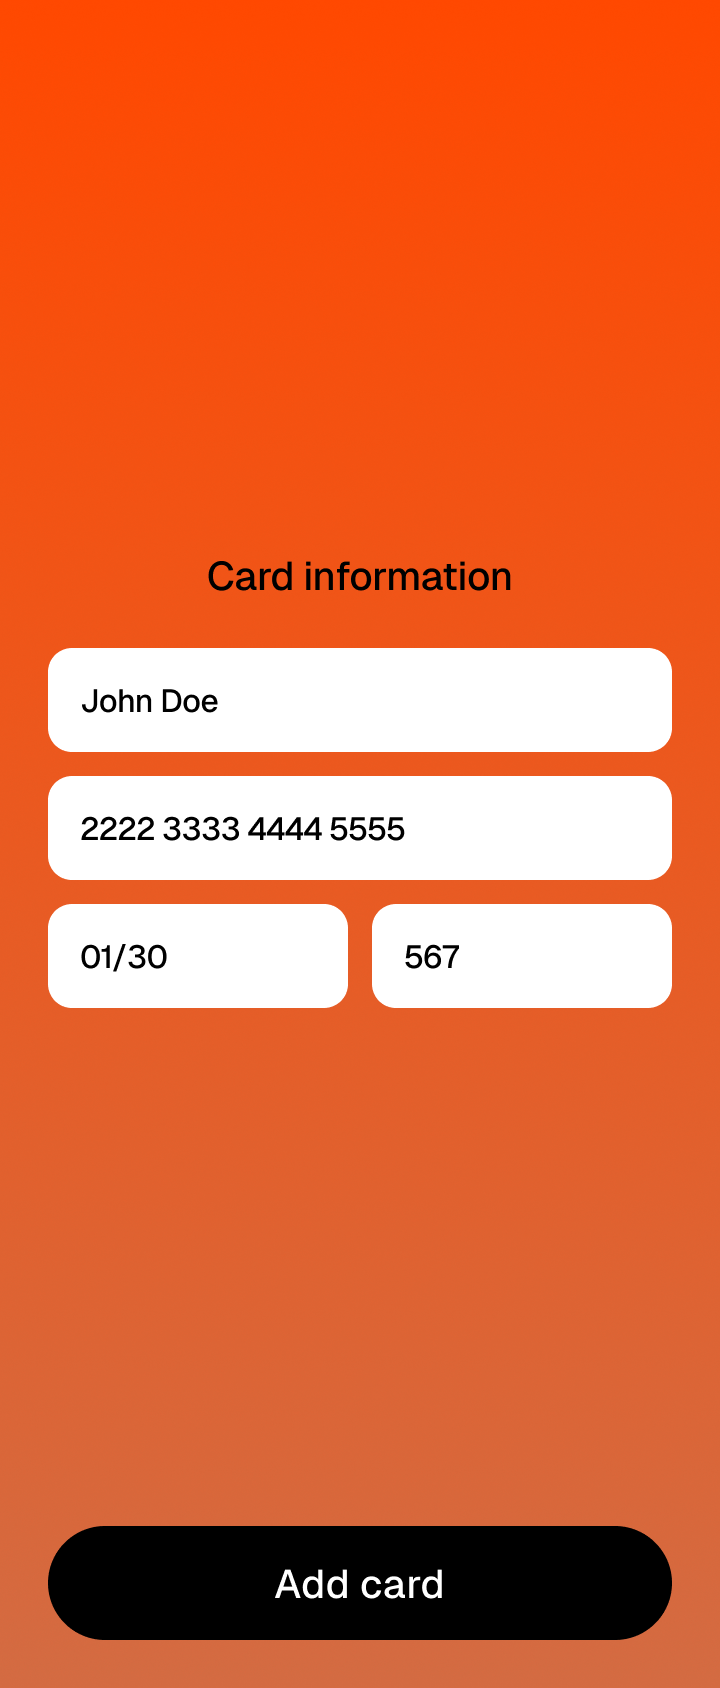 Card information
John Doe
2222 3333 4444 5555
01/30 567
Add card